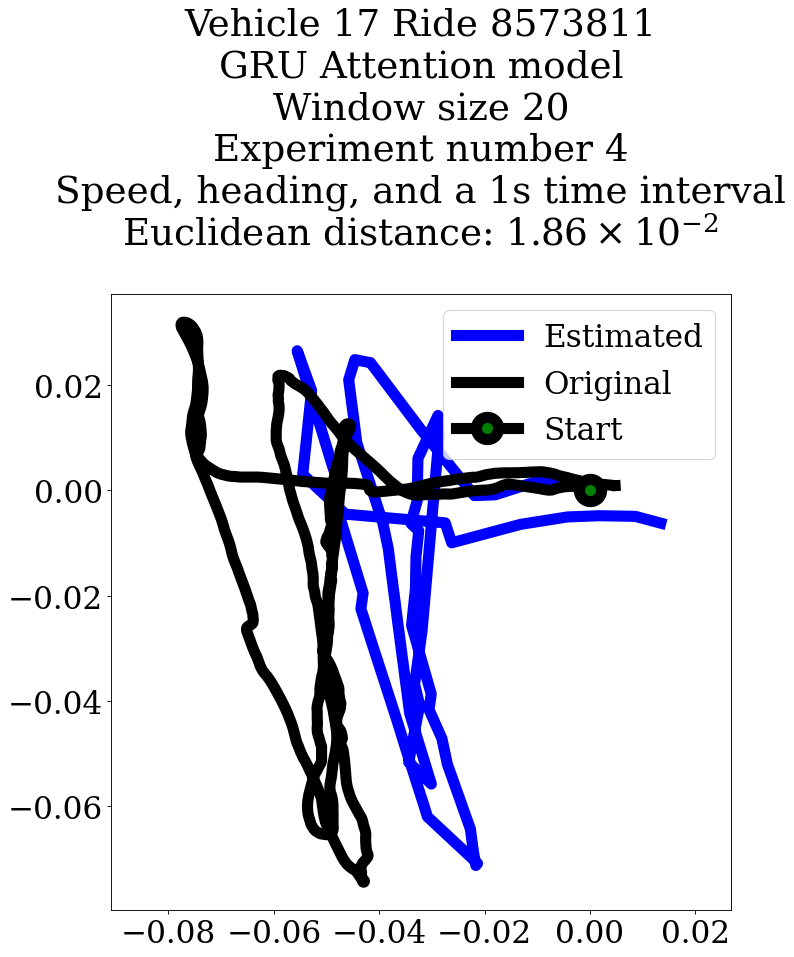 Vehicle 17 Ride 8573811
GRU Attention model
Window size 20
Experiment number 4
Speed, heading, and a 1s time interval
Euclidean distance: 1.86 × 10⁻²
Estimated
Original
Start
0.02
0.00
−0.02
−0.04
−0.06
−0.08 −0.06 −0.04 −0.02 0.00 0.02